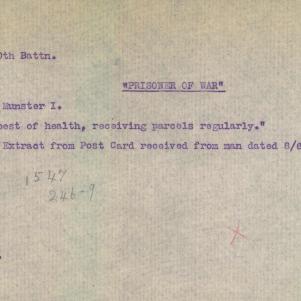 0th Battn.
"PRISONER OF WAR"
Munster I.
best of health, receiving parcels regularly."
Extract from Post Card received from man dated 8/6
1547
246-9